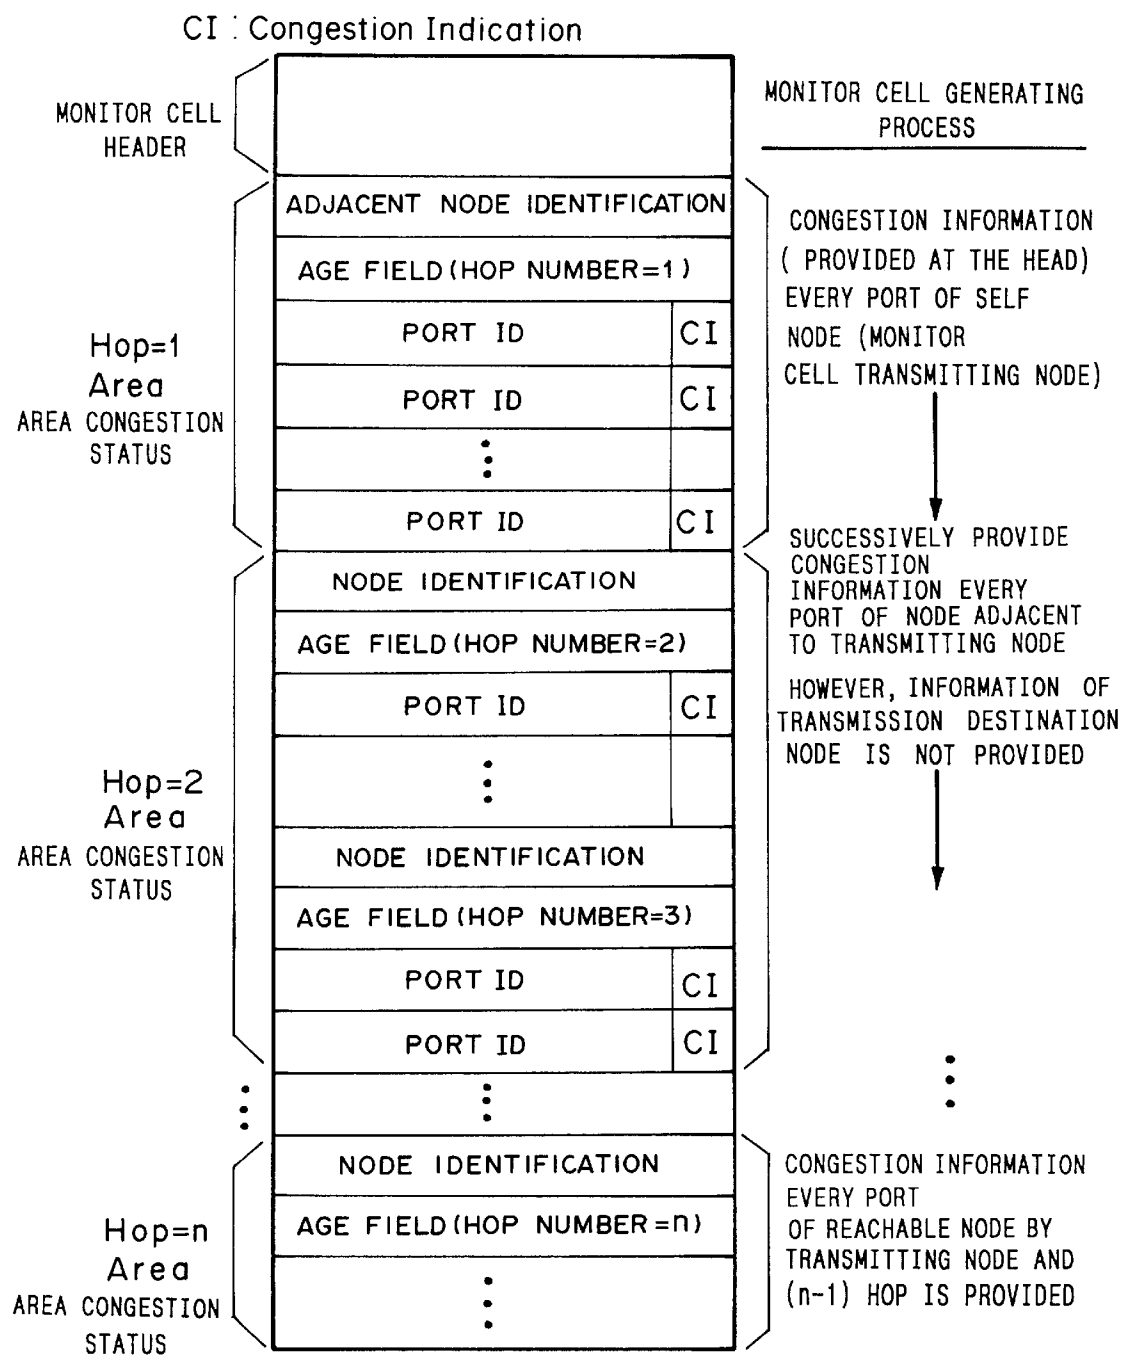 CI : Congestion Indication
MONITOR CELL
HEADER
MONITOR CELL GENERATING
PROCESS
Hop=1
Area
AREA CONGESTION
STATUS
ADJACENT NODE IDENTIFICATION
AGE FIELD (HOP NUMBER=1)
PORT ID CI
PORT ID CI
PORT ID CI
CONGESTION INFORMATION
( PROVIDED AT THE HEAD)
EVERY PORT OF SELF
NODE (MONITOR
CELL TRANSMITTING NODE)
Hop=2
Area
AREA CONGESTION
STATUS
NODE IDENTIFICATION
AGE FIELD (HOP NUMBER=2)
PORT ID CI
NODE IDENTIFICATION
AGE FIELD (HOP NUMBER=3)
PORT ID CI
PORT ID CI
SUCCESSIVELY PROVIDE
CONGESTION
INFORMATION EVERY
PORT OF NODE ADJACENT
TO TRANSMITTING NODE
HOWEVER, INFORMATION OF
TRANSMISSION DESTINATION
NODE IS NOT PROVIDED
Hop=n
Area
AREA CONGESTION
STATUS
NODE IDENTIFICATION
AGE FIELD (HOP NUMBER=n)
CONGESTION INFORMATION
EVERY PORT
OF REACHABLE NODE BY
TRANSMITTING NODE AND
(n-1) HOP IS PROVIDED